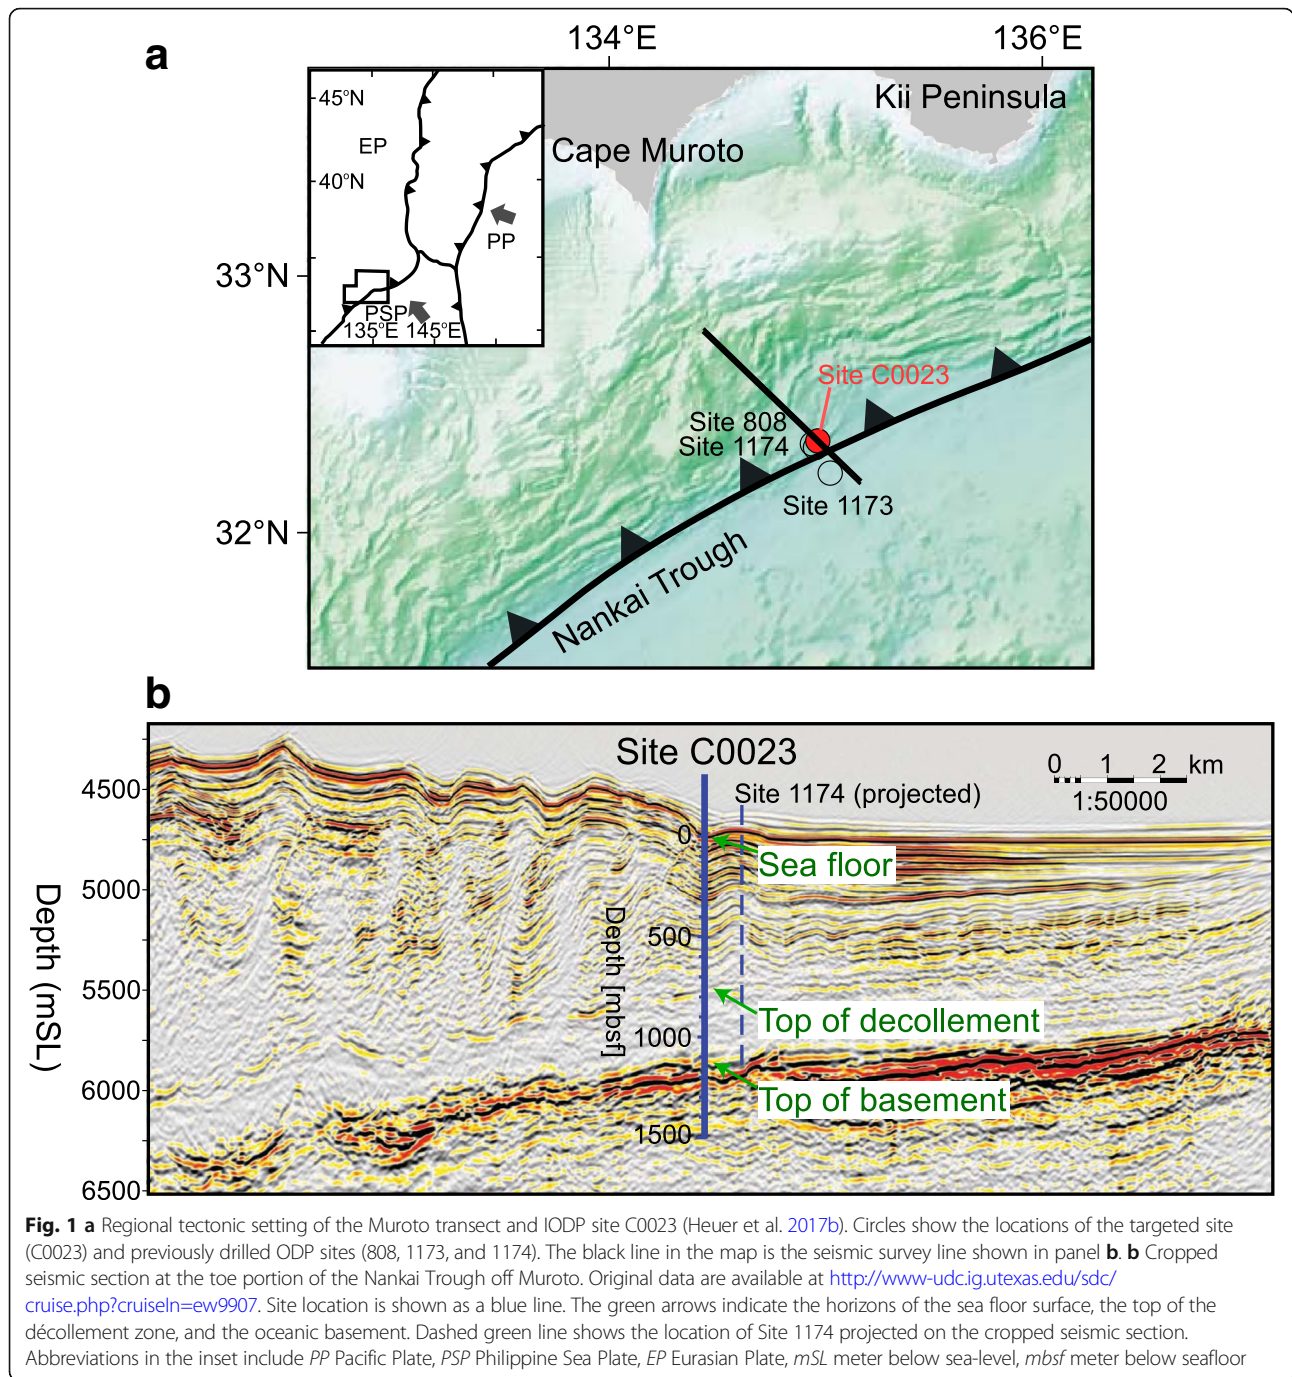 a
134°E
136°E
45°N
EP
40°N
PP
PSP
135°E 145°E
Kii Peninsula
Cape Muroto
33°N
Site C0023
Site 808
Site 1174
Site 1173
32°N
Nankai Trough
b
Site C0023
0 1 2 km
1:50000
Site 1174 (projected)
4500
0
Sea floor
5000
Depth (mSL)
Depth [mbsf]
500
5500
Top of decollement
1000
6000
Top of basement
1500
6500
Fig. 1 a Regional tectonic setting of the Muroto transect and IODP site C0023 (Heuer et al. 2017b). Circles show the locations of the targeted site
(C0023) and previously drilled ODP sites (808, 1173, and 1174). The black line in the map is the seismic survey line shown in panel b. b Cropped
seismic section at the toe portion of the Nankai Trough off Muroto. Original data are available at http://www-udc.ig.utexas.edu/sdc/
cruise.php?cruiseIn=ew9907. Site location is shown as a blue line. The green arrows indicate the horizons of the sea floor surface, the top of the
décollement zone, and the oceanic basement. Dashed green line shows the location of Site 1174 projected on the cropped seismic section.
Abbreviations in the inset include PP Pacific Plate, PSP Philippine Sea Plate, EP Eurasian Plate, mSL meter below sea-level, mbsf meter below seafloor